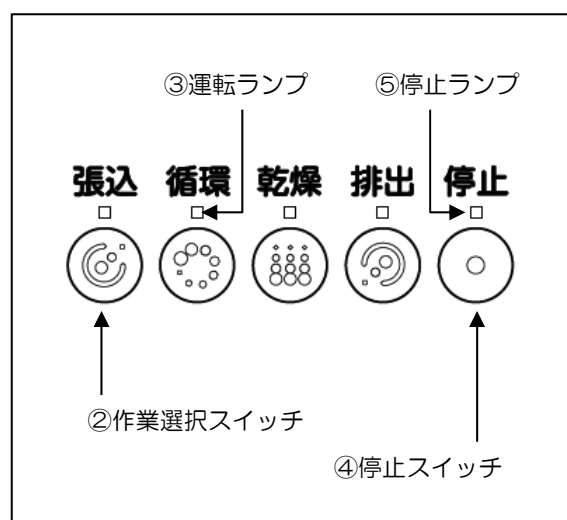 ③運転ランプ ⑤停止ランプ
張込 循環 乾燥 排出 停止
②作業選択スイッチ
④停止スイッチ